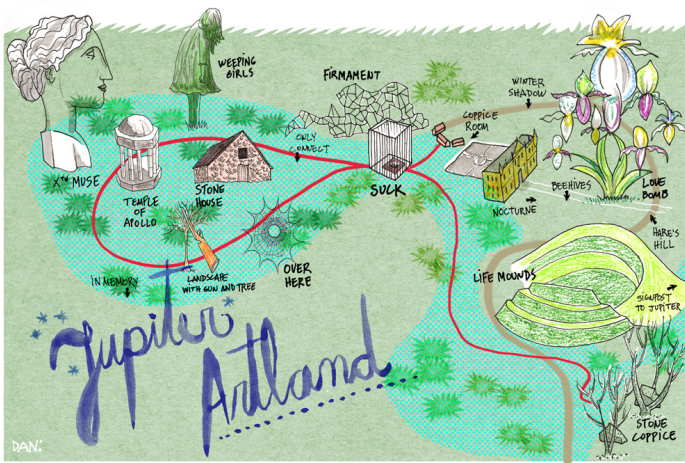 WEEPING
GIRLS
FIRMAMENT
WINTER
SHADOW
COPPICE
ROOM
ONLY
CONNECT
XTH MUSE
TEMPLE
OF
APOLLO
STONE
HOUSE
SUCK
BEEHIVES
LOVE
BOMB
NOCTURNE
HARE'S
HILL
IN MEMORY
LANDSCAPE
WITH GUN AND TREE
OVER
HERE
LIFE MOUNDS
SIGNPOST
TO JUPITER
Jupiter
Artland
STONE
COPPICE
DANI